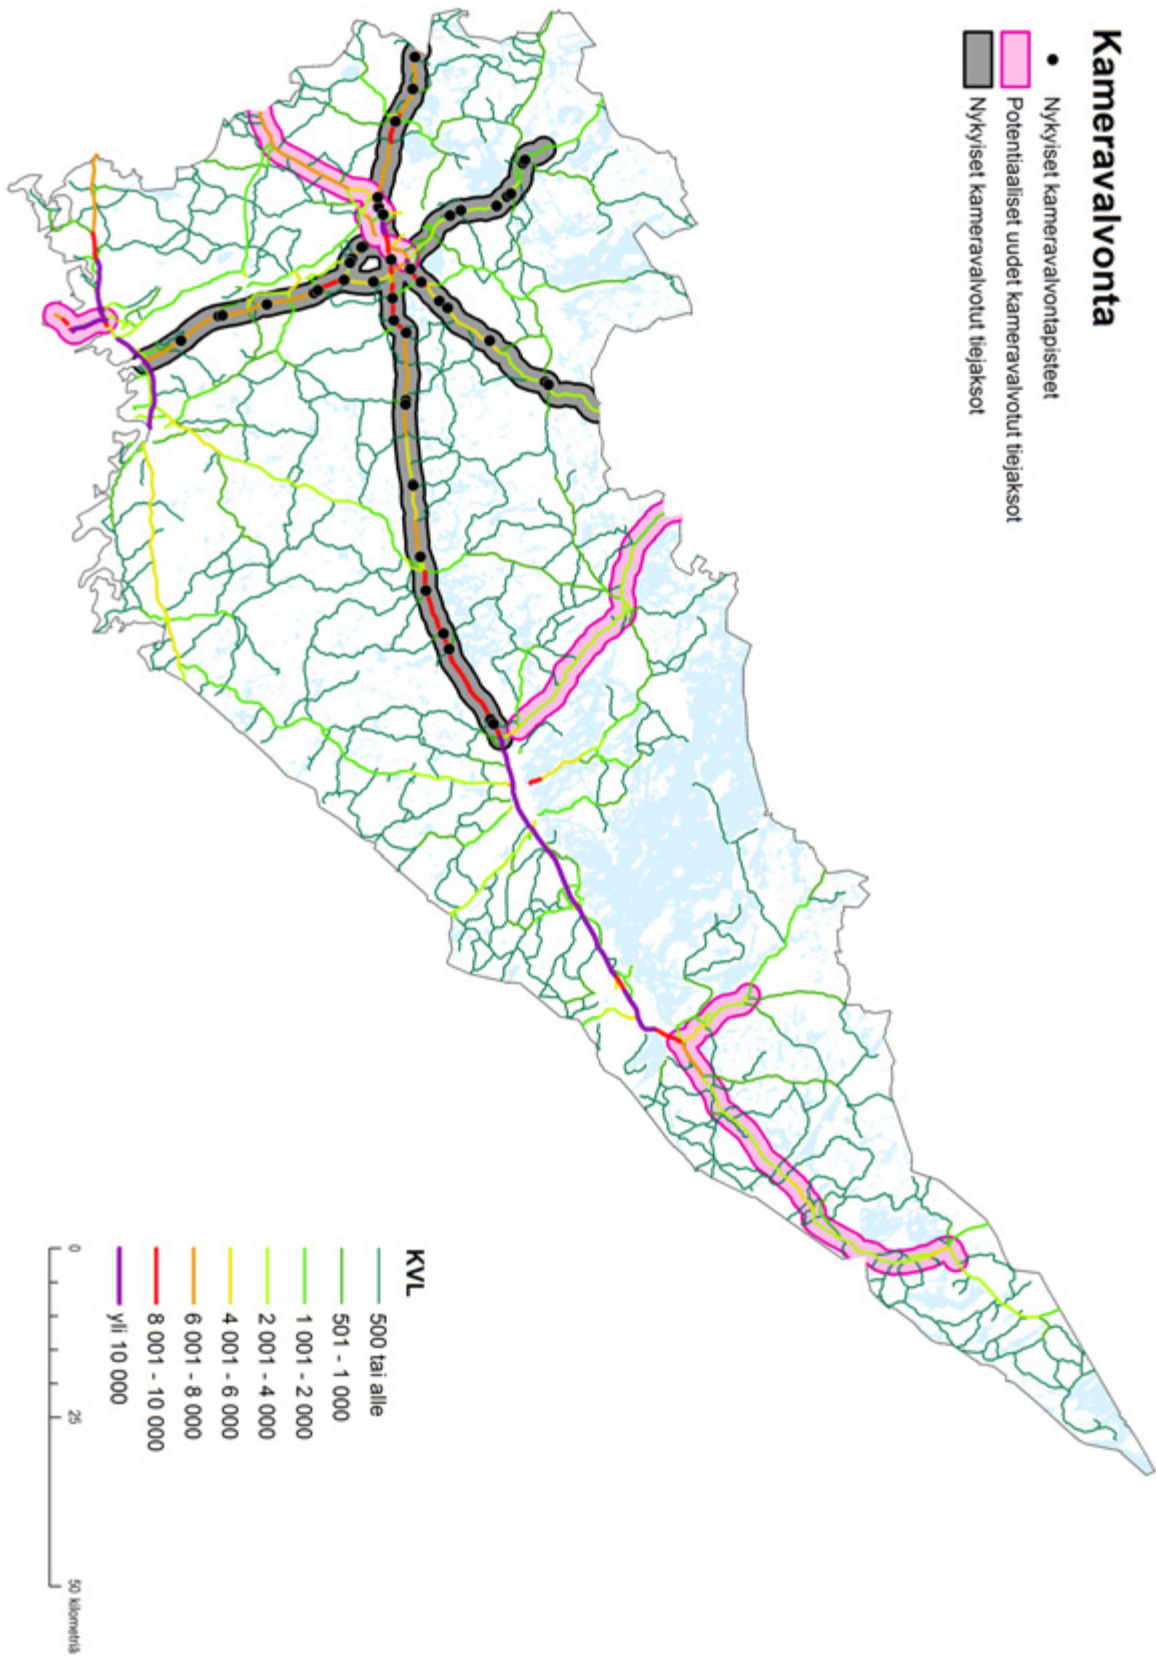 Kameravalvonta
Nykyiset kameravalvontapisteet
Potentiaaliset uudet kameravalvotut tiejaksot
Nykyiset kameravalvotut tiejaksot
KVL
500 tai alle
501 - 1 000
1 001 - 2 000
2 001 - 4 000
4 001 - 6 000
6 001 - 8 000
8 001 - 10 000
yli 10 000
0 25 50 kilometriä